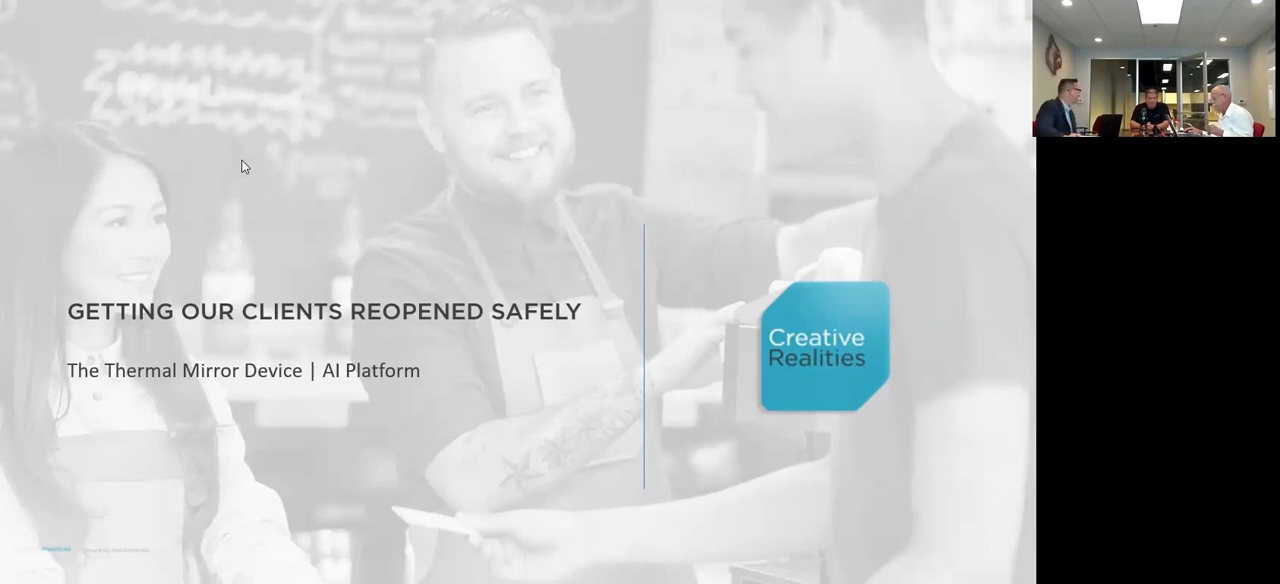 GETTING OUR CLIENTS REOPENED SAFELY
The Thermal Mirror Device | AI Platform
Creative
Realities